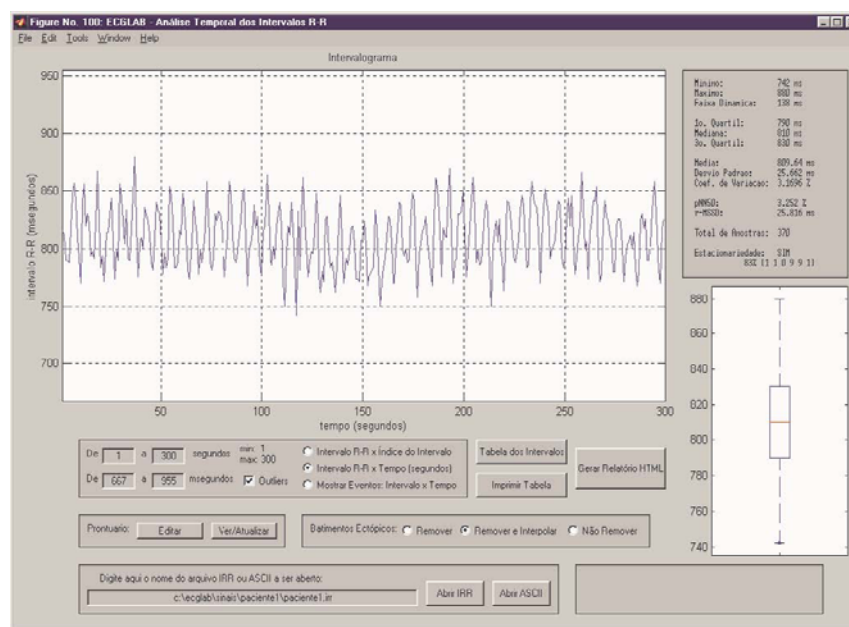 Figure No. 100: ECGLAB - Análise Temporal dos Intervalos R-R
File Edit Tools Window Help
Intervalograma
intervalo R-R (msegundos)
950
900
850
800
750
700
50 100 150 200 250 300
tempo (segundos)
Minimo: 742 ms
Maximo: 880 ms
Faixa Dinamica: 138 ms
1o. Quartil: 790 ms
Mediana: 810 ms
3o. Quartil: 830 ms
Media: 809.64 ms
Desvio Padrao: 25.662 ms
Coef. de Variacao: 3.1696 %
pNN50: 3.252 %
r-MSSD: 25.816 ms
Total de Amostras: 370
Estacionariedade: SIM
880
860
840
820
800
780
760
740
De 1 a 300 segundos min: 1
max: 300
De 667 a 955 msegundos Outliers
Intervalo R-R x Índice do Intervalo
Intervalo R-R x Tempo (segundos)
Mostrar Eventos: Intervalo x Tempo
Tabela dos Intervalos
Imprimir Tabela
Gerar Relatório HTML
Prontuario: Editar Ver/Atualizar
Batimentos Ectópicos: Remover Remover e Interpolar Não Remover
Digite aqui o nome do arquivo IRR ou ASCII a ser aberto:
c:\ecglab\sinais\paciente1\paciente1.irr
Abrir IRR Abrir ASCII